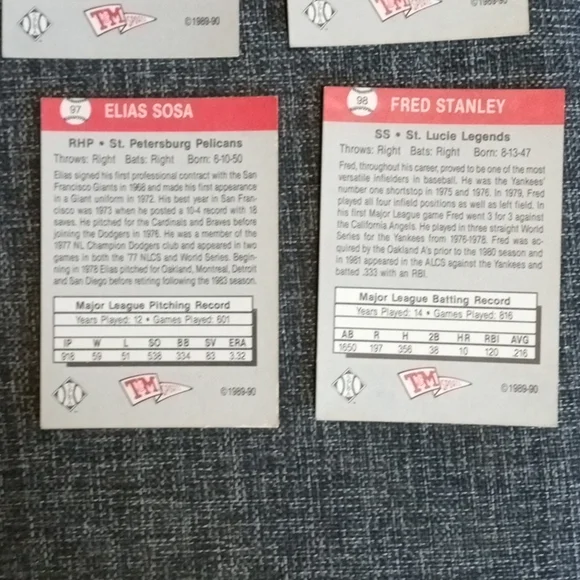 TM
SPORTS
©1989-90
TM
©1989-90
97
ELIAS SOSA
RHP • St. Petersburg Pelicans
Throws: Right Bats: Right Born: 6-10-50
Elias signed his first professional contract with the San
Francisco Giants in 1968 and made his first appearance
in a Giant uniform in 1972. His best year in San Fran-
cisco was 1973 when he posted a 10-4 record with 18
saves. He pitched for the Cardinals and Braves before
joining the Dodgers in 1976. He was a member of the
1977 NL Champion Dodgers club and appeared in two
games in both the '77 NLCS and World Series. Begin-
ning in 1978 Elias pitched for Oakland, Montreal, Detroit
and San Diego before retiring following the 1983 season.
Major League Pitching Record
Years Played: 12 • Games Played: 601
IP W L SO BB SV ERA
918 59 51 538 334 83 3.32
TM
SPORTS
©1989-90
98
FRED STANLEY
SS • St. Lucie Legends
Throws: Right Bats: Right Born: 8-13-47
Fred, throughout his career, proved to be one of the most
versatile infielders in baseball. He was the Yankees'
number one shortstop in 1975 and 1976. In 1979, Fred
played all four infield positions as well as left field. In
his first Major League game Fred went 3 for 3 against
the California Angels. He played in three straight World
Series for the Yankees from 1976-1978. Fred was ac-
quired by the Oakland A's prior to the 1980 season and
in 1981 appeared in the ALCS against the Yankees and
batted .333 with an RBI.
Major League Batting Record
Years Played: 14 • Games Played: 816
AB R H 2B HR RBI AVG
1650 197 356 38 10 120 .216
TM
SPORTS
©1989-90